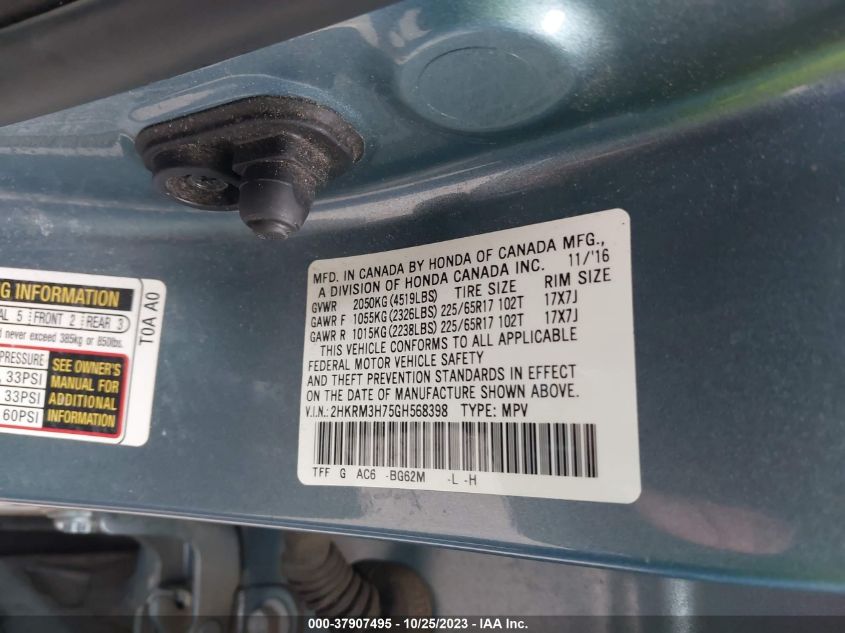 MFD. IN CANADA BY HONDA OF CANADA MFG.,
A DIVISION OF HONDA CANADA INC. 11/'16
GVWR 2050KG(4519LBS) TIRE SIZE RIM SIZE
GAWR F 1055KG(2326LBS) 225/65R17 102T 17X7J
GAWR R 1015KG(2238LBS) 225/65R17 102T 17X7J
THIS VEHICLE CONFORMS TO ALL APPLICABLE
FEDERAL MOTOR VEHICLE SAFETY
AND THEFT PREVENTION STANDARDS IN EFFECT
ON THE DATE OF MANUFACTURE SHOWN ABOVE.
V.I.N.: 2HKRM3H75GH568398 TYPE: MPV
TFF G AC6 -BG62M -L -H
G INFORMATION
AL 5 FRONT 2 REAR 3
d never exceed 385kg or 850lbs.
PRESSURE
33PSI
33PSI
60PSI
SEE OWNER'S
MANUAL FOR
ADDITIONAL
INFORMATION
T0A A0
000-37907495 - 10/25/2023 - IAA Inc.